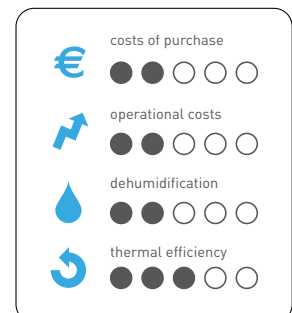 costs of purchase
€
operational costs
dehumidification
thermal efficiency